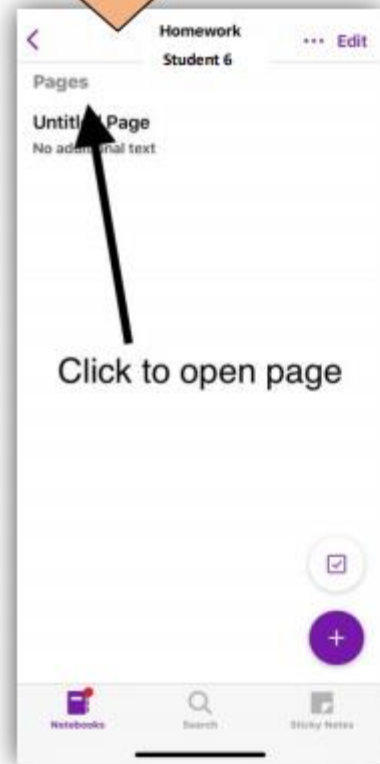 Homework
Student 6
... Edit
Pages
Untitled Page
No additional text
Click to open page
Notebooks
Search
Sticky Notes